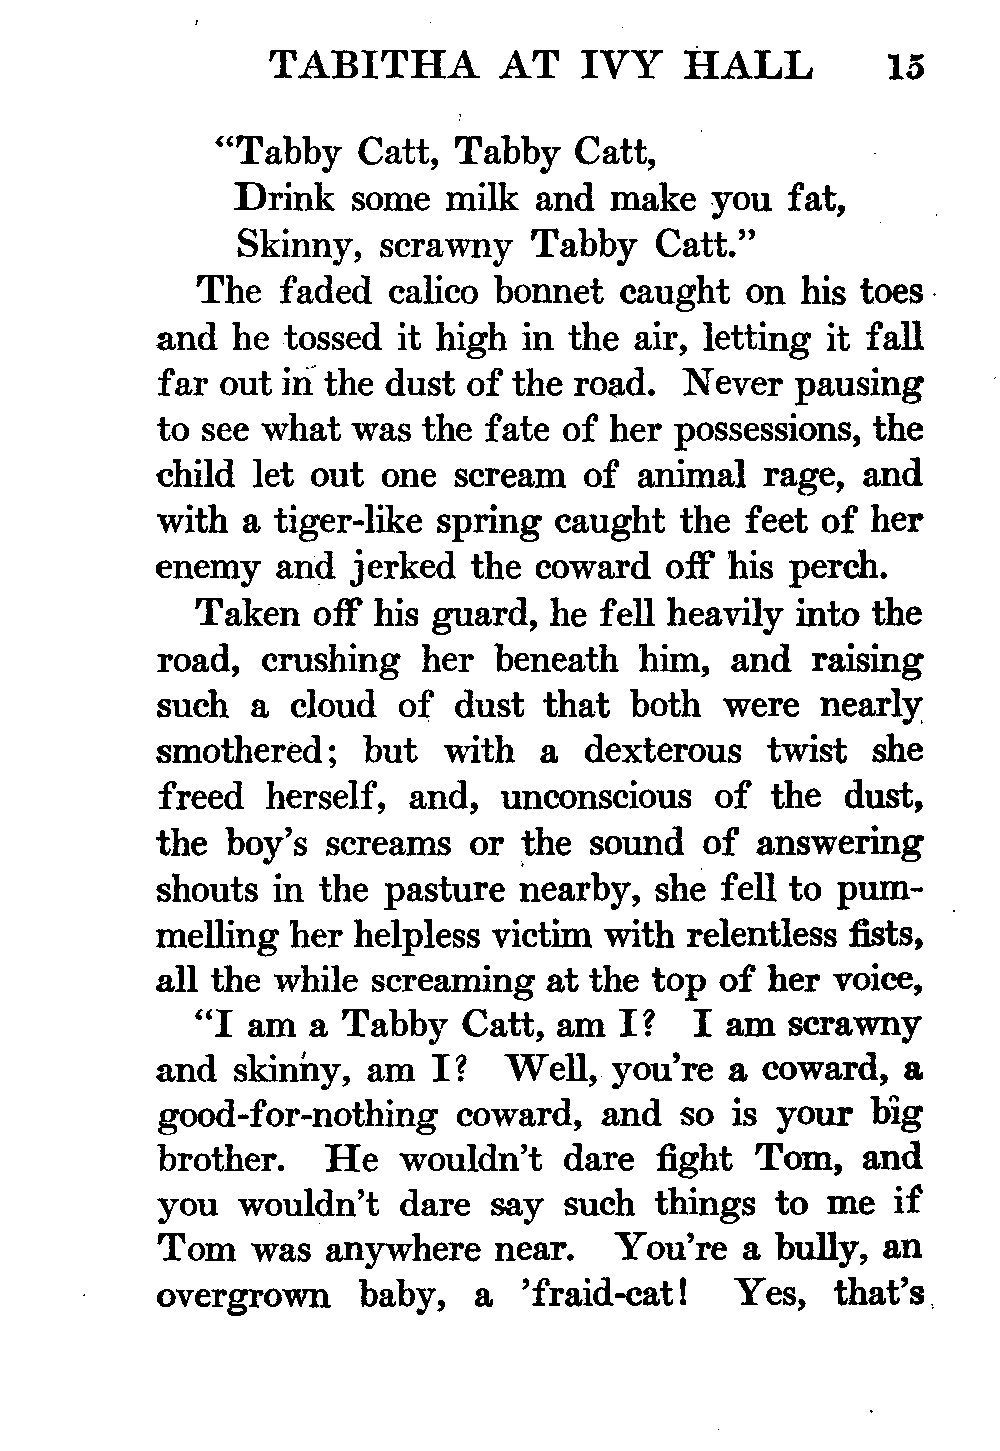 TABITHA AT IVY HALL 15
“Tabby Catt, Tabby Catt,
Drink some milk and make you fat,
Skinny, scrawny Tabby Catt.”
The faded calico bonnet caught on his toes
and he tossed it high in the air, letting it fall
far out in the dust of the road. Never pausing
to see what was the fate of her possessions, the
child let out one scream of animal rage, and
with a tiger-like spring caught the feet of her
enemy and jerked the coward off his perch.
Taken off his guard, he fell heavily into the
road, crushing her beneath him, and raising
such a cloud of dust that both were nearly
smothered; but with a dexterous twist she
freed herself, and, unconscious of the dust,
the boy’s screams or the sound of answering
shouts in the pasture nearby, she fell to pum-
melling her helpless victim with relentless fists,
all the while screaming at the top of her voice,
“I am a Tabby Catt, am I? I am scrawny
and skinny, am I? Well, you’re a coward, a
good-for-nothing coward, and so is your big
brother. He wouldn’t dare fight Tom, and
you wouldn’t dare say such things to me if
Tom was anywhere near. You’re a bully, an
overgrown baby, a ’fraid-cat! Yes, that’s